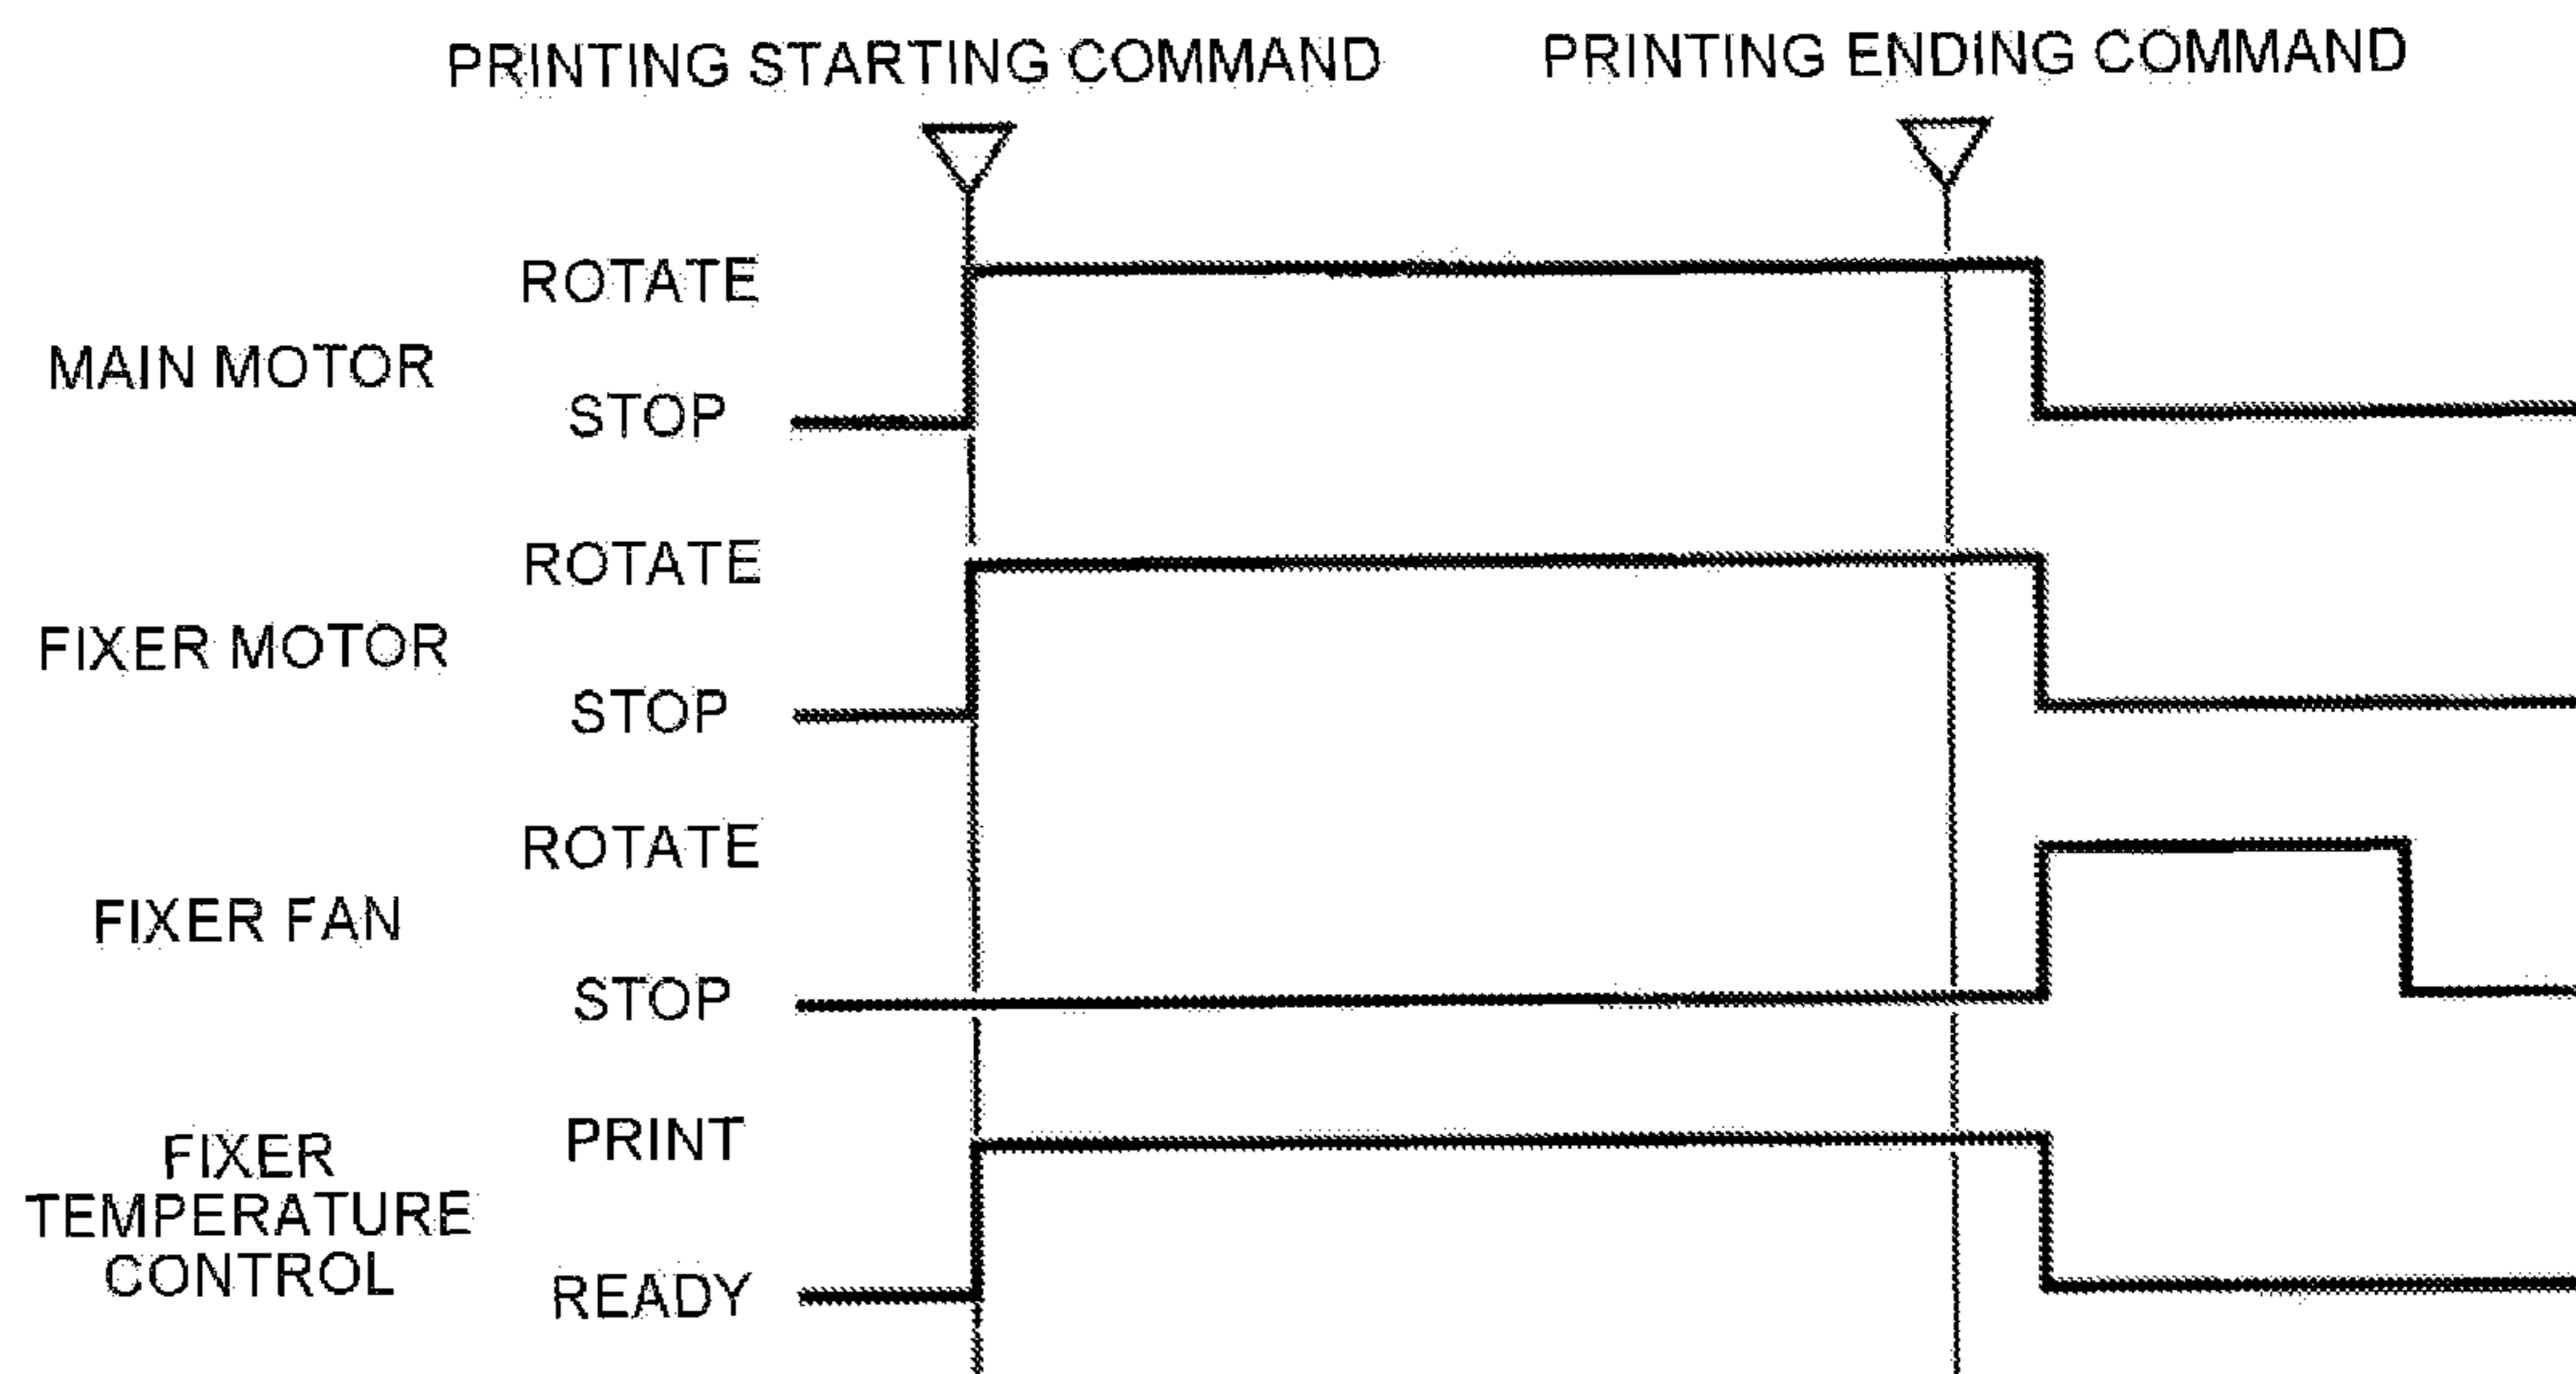 PRINTING STARTING COMMAND
PRINTING ENDING COMMAND
MAIN MOTOR
ROTATE
STOP
FIXER MOTOR
ROTATE
STOP
FIXER FAN
ROTATE
STOP
FIXER
TEMPERATURE
CONTROL
PRINT
READY